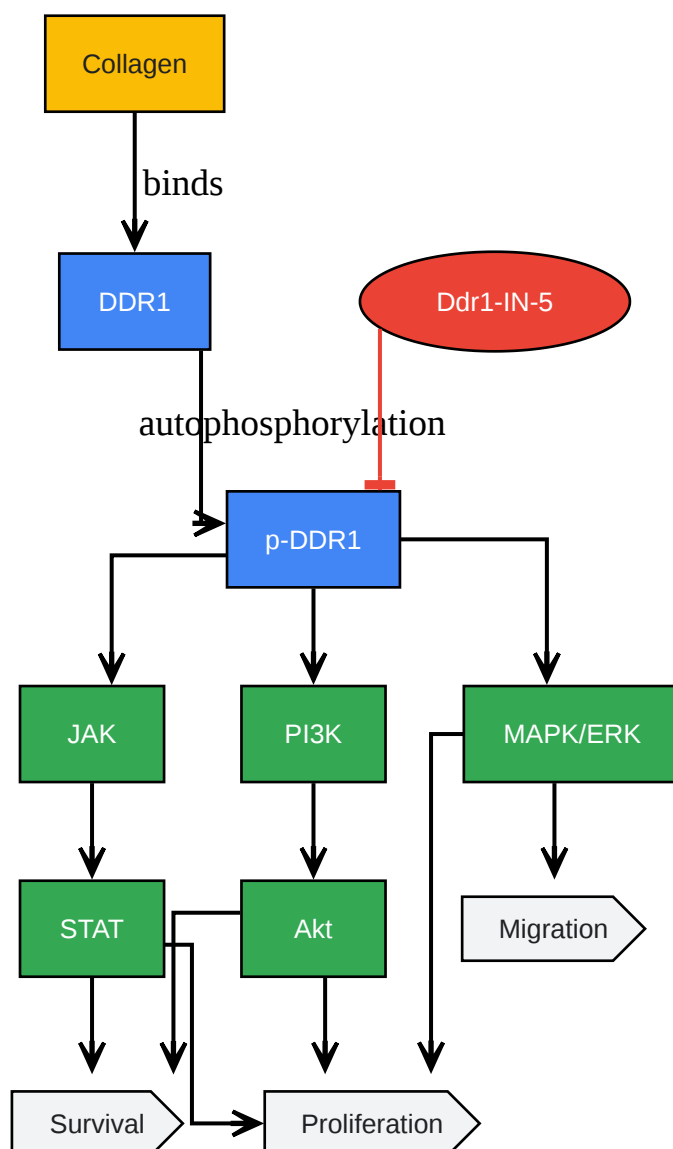 Collagen
binds
DDR1
Ddr1-IN-5
autophosphorylation
p-DDR1
JAK
PI3K
MAPK/ERK
STAT
Akt
Migration
Survival
Proliferation